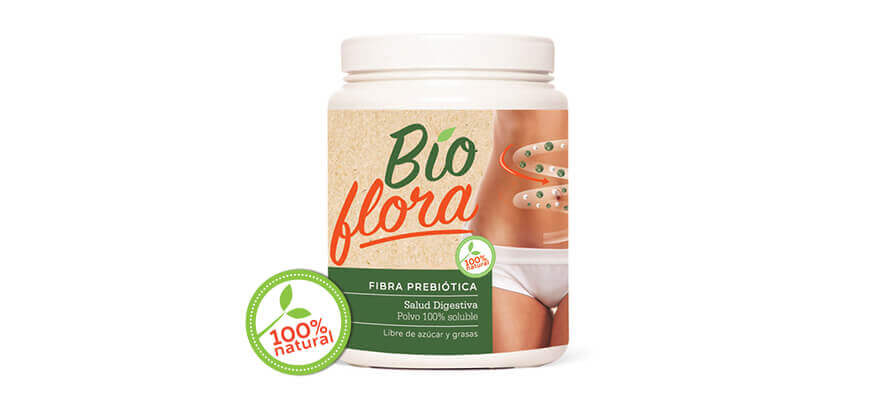 Bio
flora
100%
natural
FIBRA PREBIÓTICA
Salud Digestiva
Polvo 100% soluble
Libre de azúcar y grasas
100%
natural